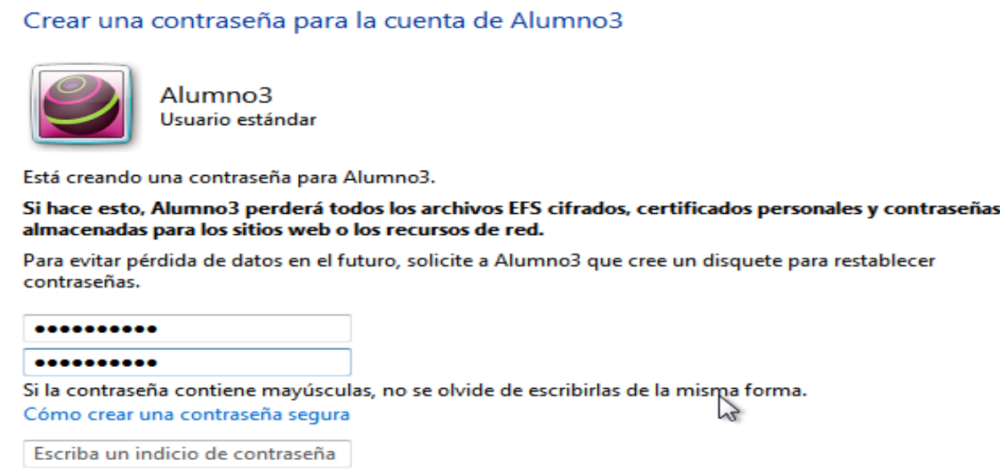 Crear una contraseña para la cuenta de Alumno3
Alumno3
Usuario estándar
Está creando una contraseña para Alumno3.
Si hace esto, Alumno3 perderá todos los archivos EFS cifrados, certificados personales y contraseñas
almacenadas para los sitios web o los recursos de red.
Para evitar pérdida de datos en el futuro, solicite a Alumno3 que cree un disquete para restablecer
contraseñas.
●●●●●●●●●●
●●●●●●●●●●
Si la contraseña contiene mayúsculas, no se olvide de escribirlas de la misma forma.
Cómo crear una contraseña segura
Escriba un indicio de contraseña